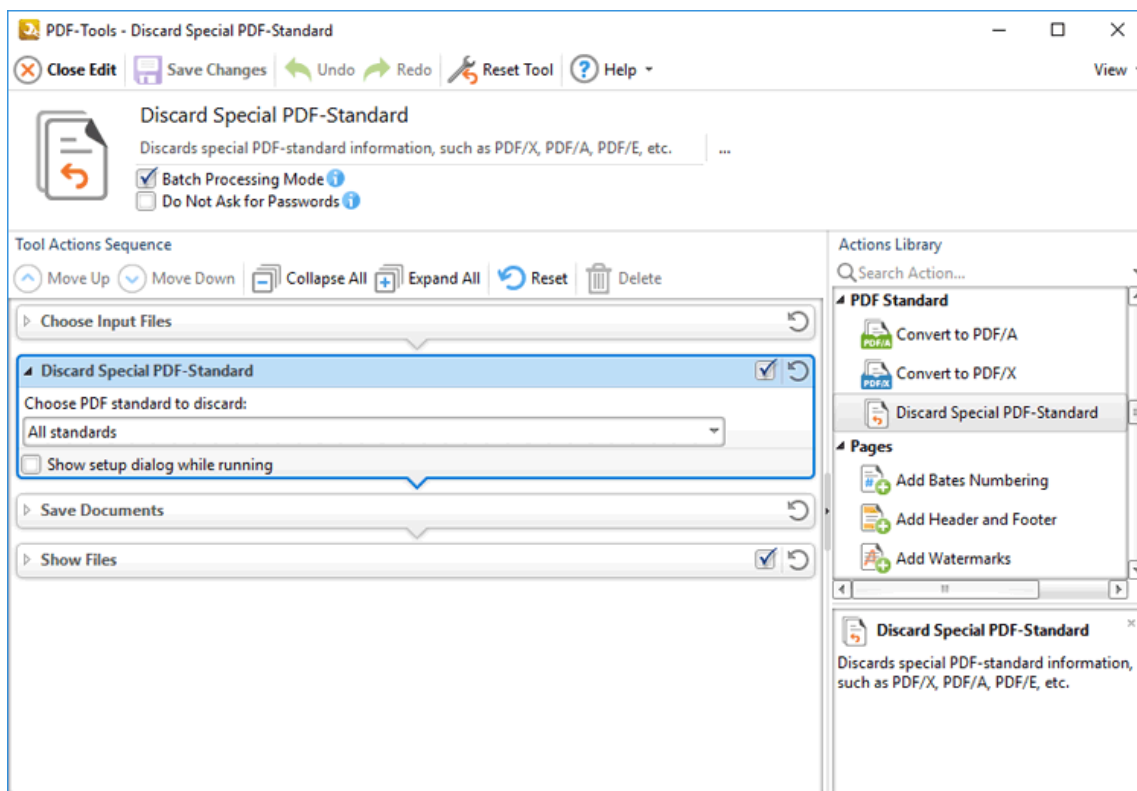 PDF-Tools - Discard Special PDF-Standard
Close Edit Save Changes Undo Redo Reset Tool ? Help View
Discard Special PDF-Standard
Discards special PDF-standard information, such as PDF/X, PDF/A, PDF/E, etc. ...
Batch Processing Mode i
Do Not Ask for Passwords i
Tool Actions Sequence
Move Up Move Down Collapse All Expand All Reset Delete
Choose Input Files
Discard Special PDF-Standard
Choose PDF standard to discard:
All standards
Show setup dialog while running
Save Documents
Show Files
Actions Library
Search Action...
PDF Standard
PDF/A Convert to PDF/A
PDF/X Convert to PDF/X
Discard Special PDF-Standard
Pages
# Add Bates Numbering
Add Header and Footer
A Add Watermarks
Discard Special PDF-Standard
Discards special PDF-standard information,
such as PDF/X, PDF/A, PDF/E, etc.